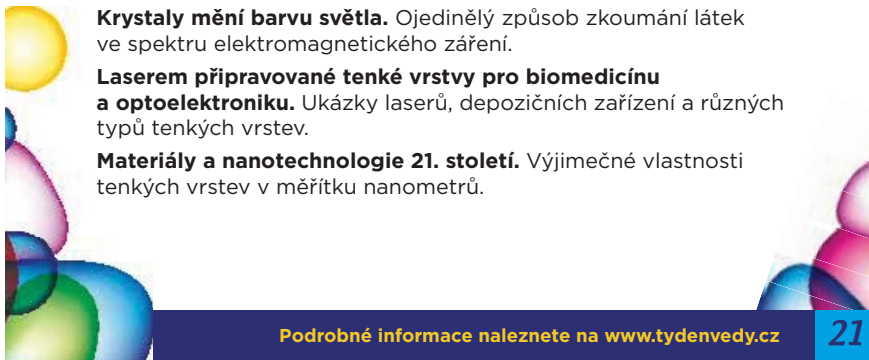 Krystaly mění barvu světla. Ojedinělý způsob zkoumání látek
ve spektru elektromagnetického záření.
Laserem připravované tenké vrstvy pro biomedicínu
a optoelektroniku. Ukázky laserů, depozičních zařízení a různých
typů tenkých vrstev.
Materiály a nanotechnologie 21. století. Výjimečné vlastnosti
tenkých vrstev v měřítku nanometrů.
Podrobné informace naleznete na www.tydenvedy.cz
21